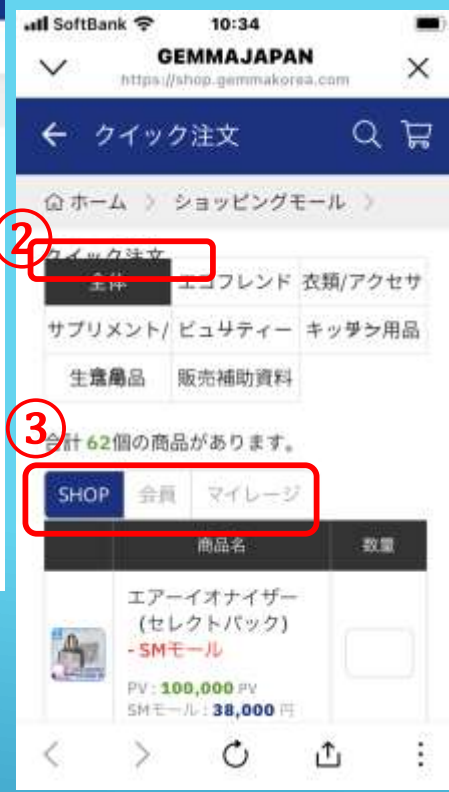 SoftBank 10:34
GEMMAJAPAN
https://shop.gemmakorea.com
クイック注文
ホーム ショッピングモール
②
クイック注文
全体 エコフレンド 衣類/アクセサ
サプリメント/ ビューティー キッチン用品
生 品 販売補助資料
③
合計 62個の商品があります。
SHOP 会員 マイレージ
商品名 数量
エアーイオナイザー
(セレクトパック)
- SMモール
PV : 100,000 PV
SMモール : 38,000 円